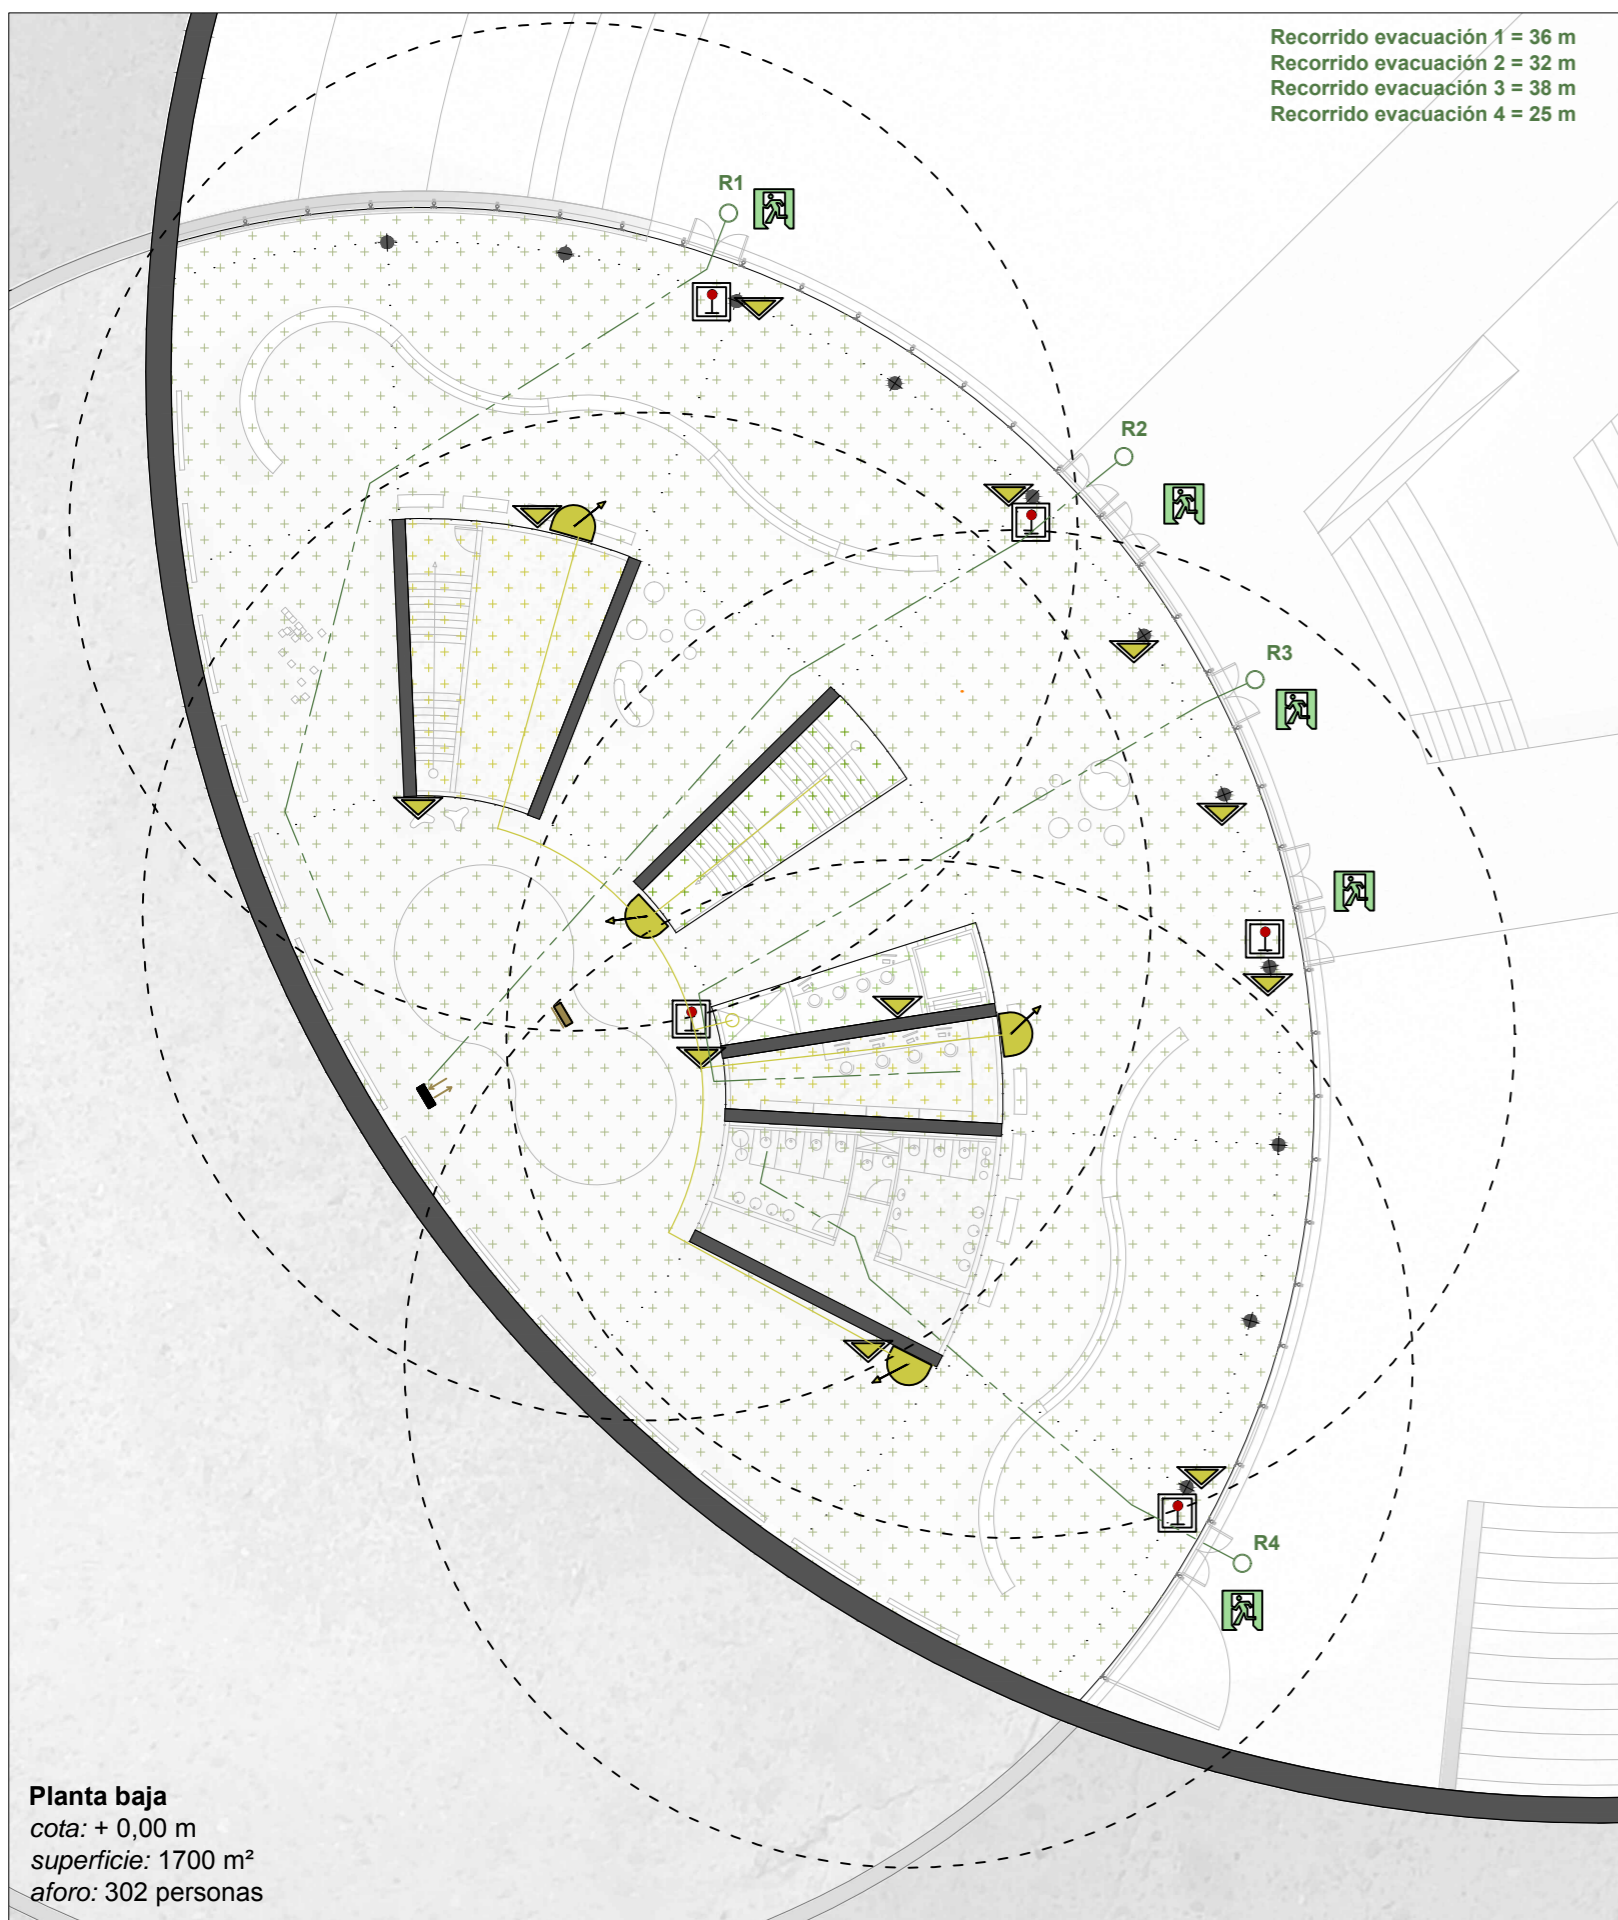 Recorrido evacuación 1 = 36 m
Recorrido evacuación 2 = 32 m
Recorrido evacuación 3 = 38 m
Recorrido evacuación 4 = 25 m
R1
R2
R3
R4
Planta baja
cota: + 0,00 m
superficie: 1700 m²
aforo: 302 personas